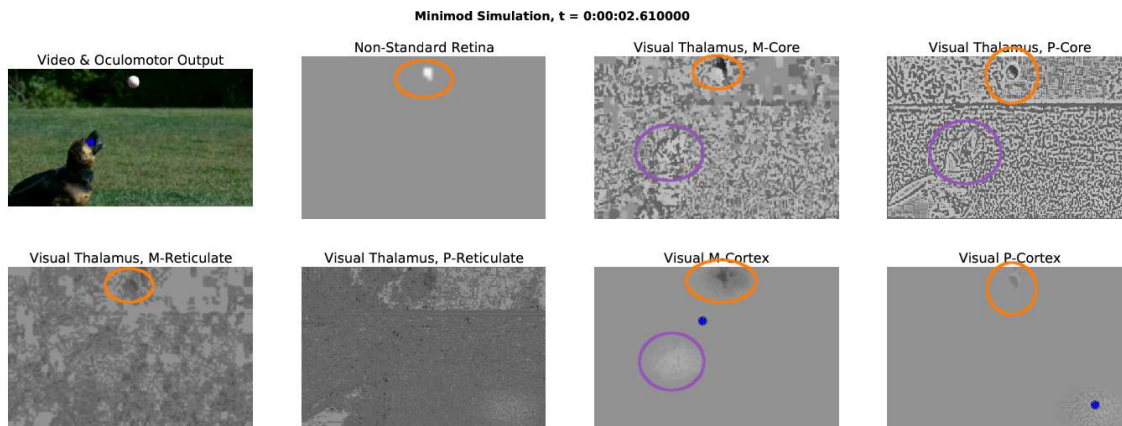 Minimod Simulation, t = 0:00:02.610000
Video & Oculomotor Output
Non-Standard Retina
Visual Thalamus, M-Core
Visual Thalamus, P-Core
Visual Thalamus, M-Reticulate
Visual Thalamus, P-Reticulate
Visual M-Cortex
Visual P-Cortex